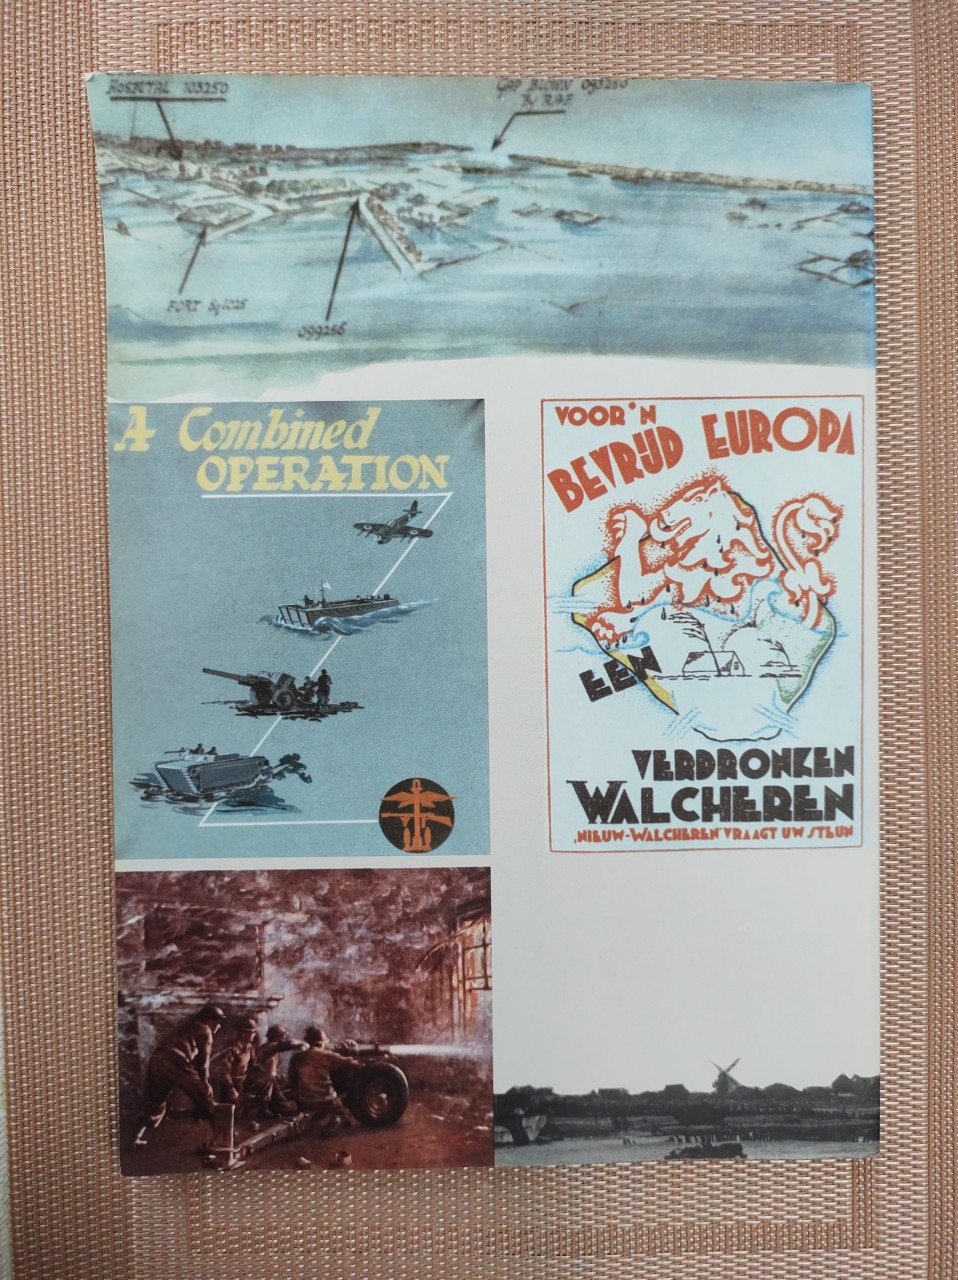 HOSPITAL 103250
GAP BLOWN 095250
By R.A.F.
FORT
099256
A Combined
OPERATION
VOOR'N
BEVRIJD EUROPA
EEN
VERDRONKEN
WALCHEREN
„NIEUW-WALCHEREN" VRAAGT UW STEUN